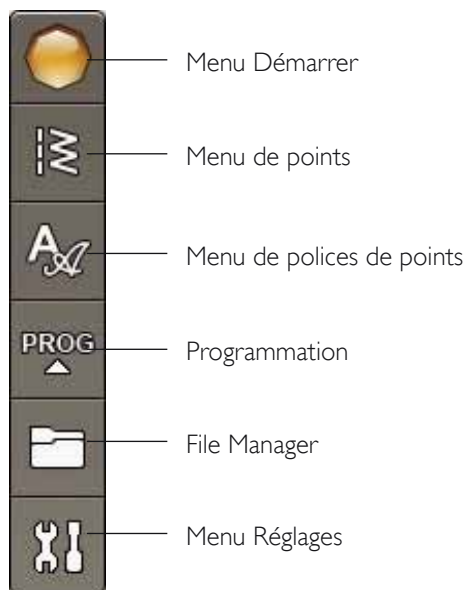 Menu Démarrer
Menu de points
A A Menu de polices de points
PROG Programmation
File Manager
Menu Réglages